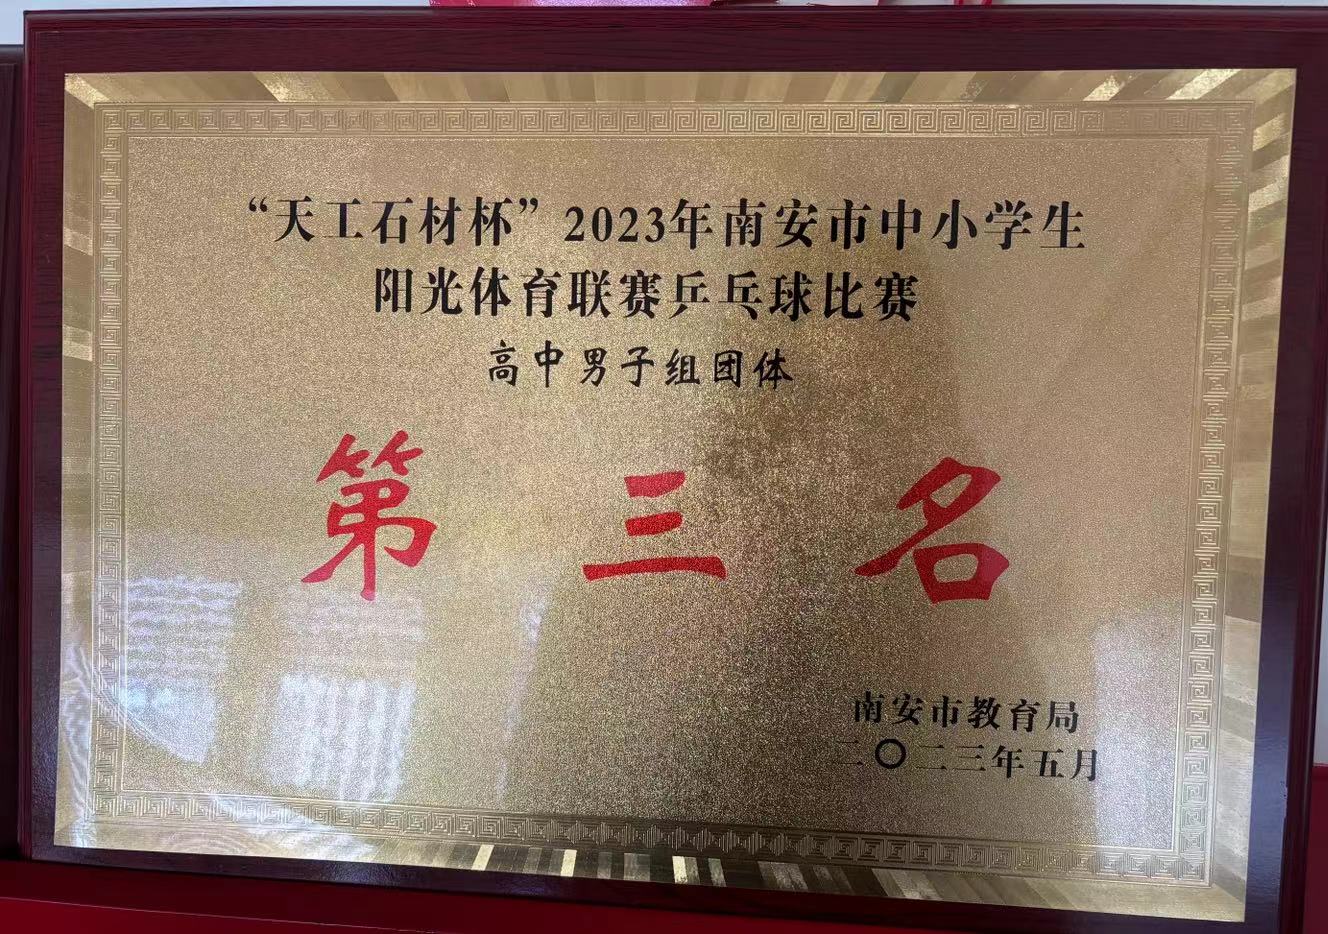 “天工石材杯”2023年南安市中小学生
阳光体育联赛乒乓球比赛
高中男子组团体
第三名
南安市教育局
二〇二三年五月